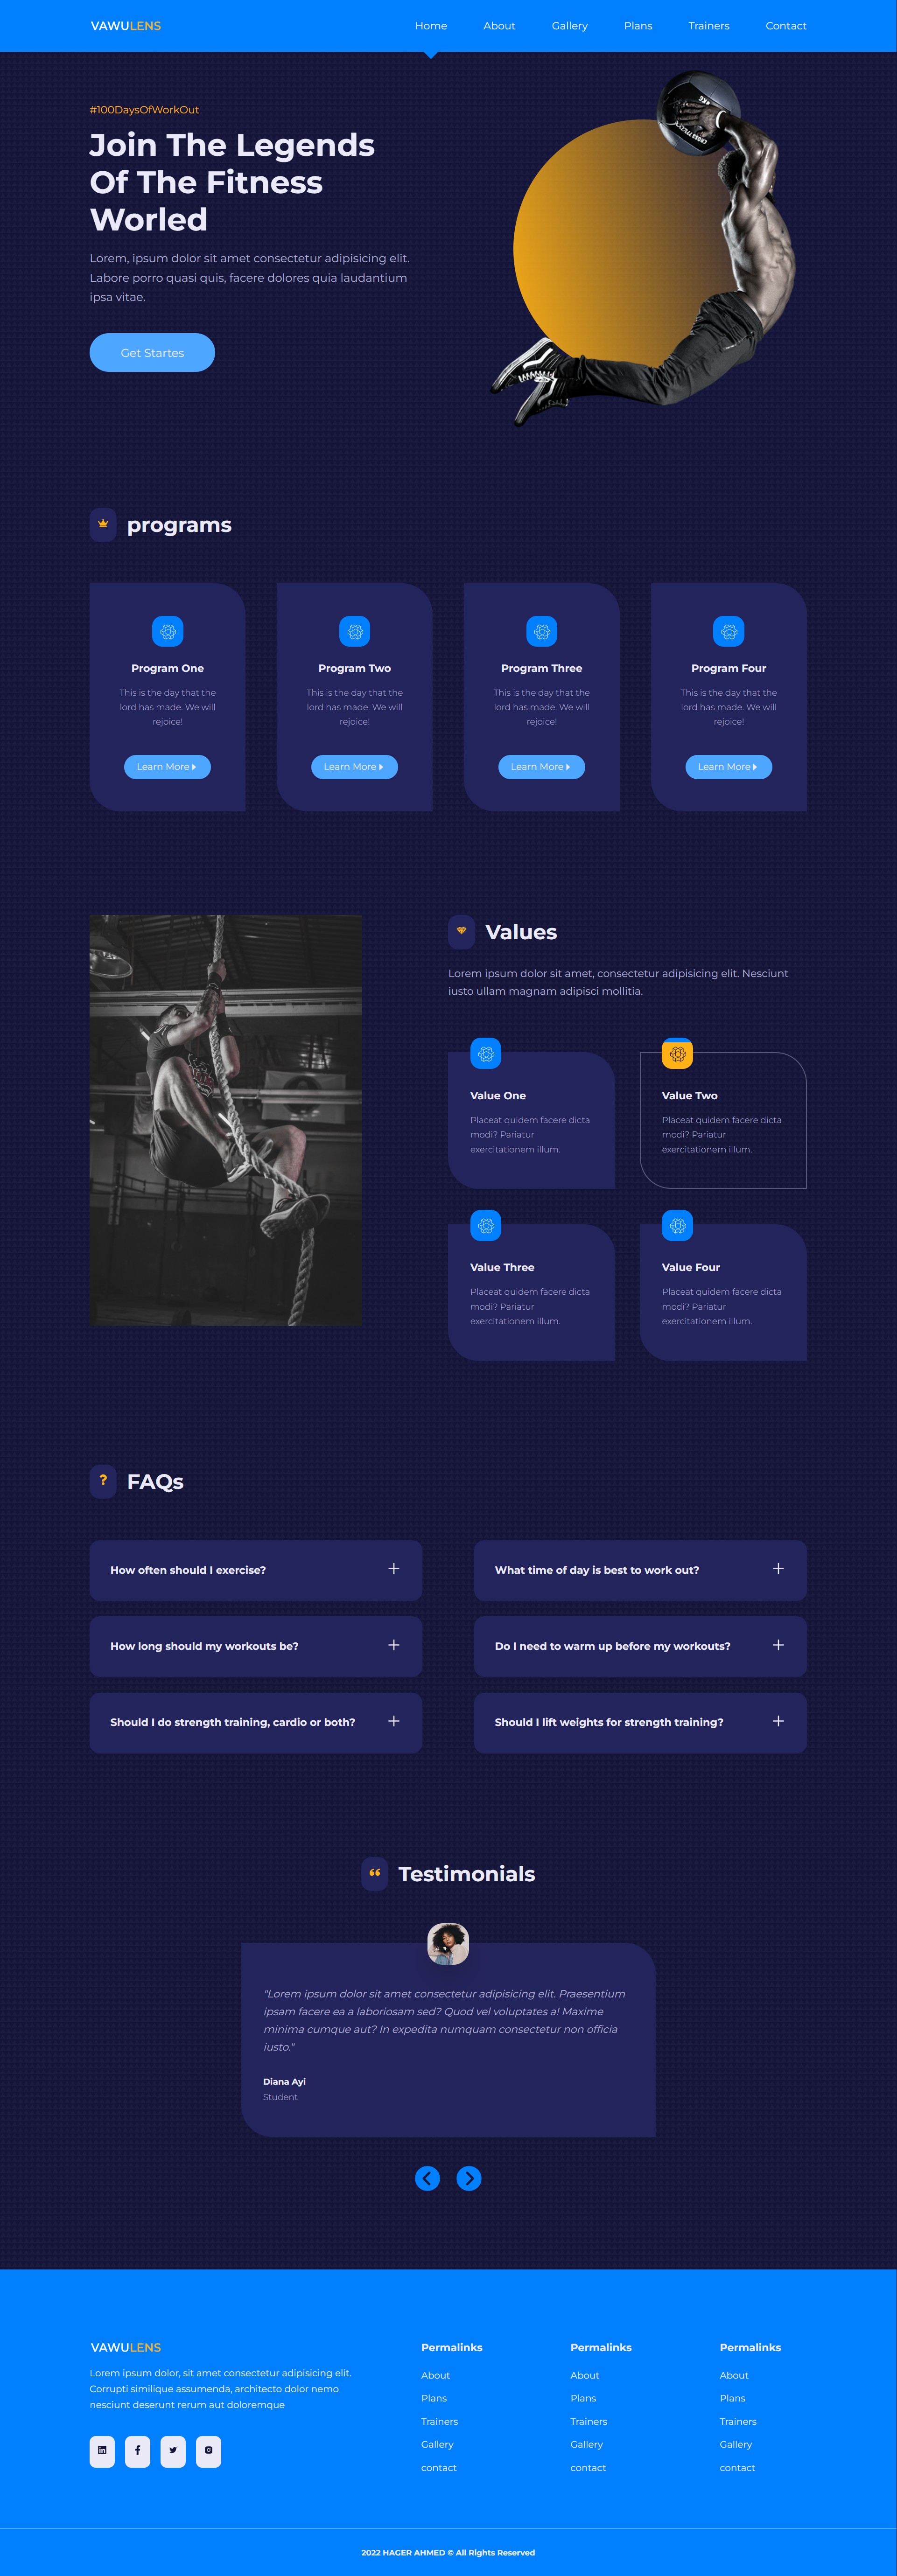 VAWULENS
Home About Gallery Plans Trainers Contact
#100DaysOfWorkOut
Join The Legends
Of The Fitness
Worled
Lorem, ipsum dolor sit amet consectetur adipisicing elit.
Labore porro quasi quis, facere dolores quia laudantium
ipsa vitae.
Get Startes
programs
Program One
This is the day that the
lord has made. We will
rejoice!
Learn More
Program Two
This is the day that the
lord has made. We will
rejoice!
Learn More
Program Three
This is the day that the
lord has made. We will
rejoice!
Learn More
Program Four
This is the day that the
lord has made. We will
rejoice!
Learn More
Values
Lorem ipsum dolor sit amet, consectetur adipisicing elit. Nesciunt
iusto ullam magnam adipisci mollitia.
Value One
Placeat quidem facere dicta
modi? Pariatur
exercitationem illum.
Value Two
Placeat quidem facere dicta
modi? Pariatur
exercitationem illum.
Value Three
Placeat quidem facere dicta
modi? Pariatur
exercitationem illum.
Value Four
Placeat quidem facere dicta
modi? Pariatur
exercitationem illum.
FAQs
How often should I exercise?
What time of day is best to work out?
How long should my workouts be?
Do I need to warm up before my workouts?
Should I do strength training, cardio or both?
Should I lift weights for strength training?
Testimonials
"Lorem ipsum dolor sit amet consectetur adipisicing elit. Praesentium
ipsam facere ea a laboriosam sed? Quod vel voluptates a! Maxime
minima cumque aut? In expedita numquam consectetur non officia
iusto."
Diana Ayi
Student
VAWULENS
Lorem ipsum dolor, sit amet consectetur adipisicing elit.
Corrupti similique assumenda, architecto dolor nemo
nesciunt deserunt rerum aut doloremque
Permalinks
About
Plans
Trainers
Gallery
contact
Permalinks
About
Plans
Trainers
Gallery
contact
Permalinks
About
Plans
Trainers
Gallery
contact
2022 HAGER AHMED © All Rights Reserved